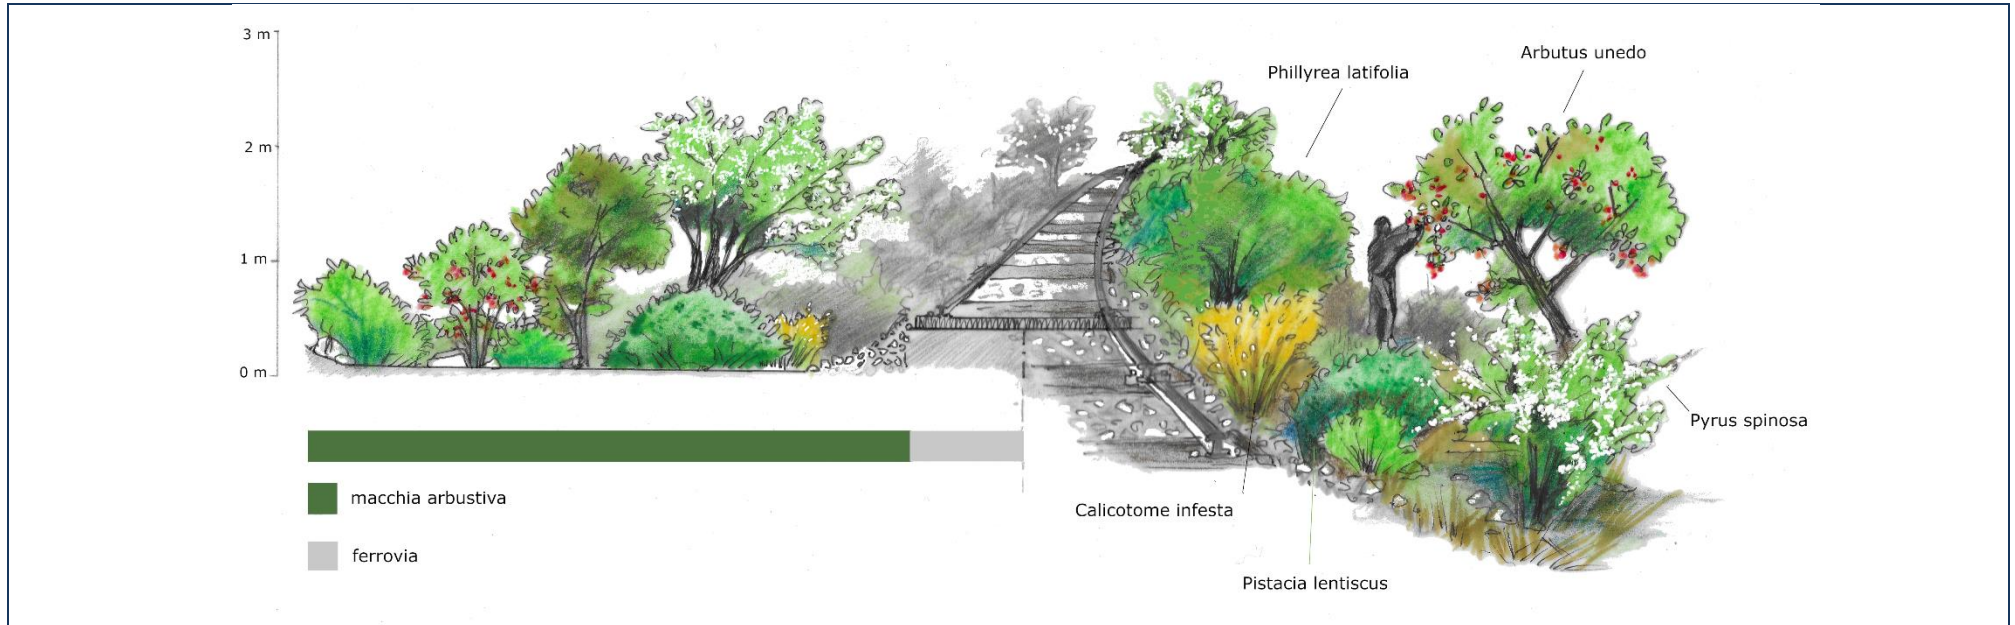 3 m
2 m
1 m
0 m
Phillyrea latifolia
Arbutus unedo
Pyrus spinosa
Calicotome infesta
Pistacia lentiscus
macchia arbustiva
ferrovia